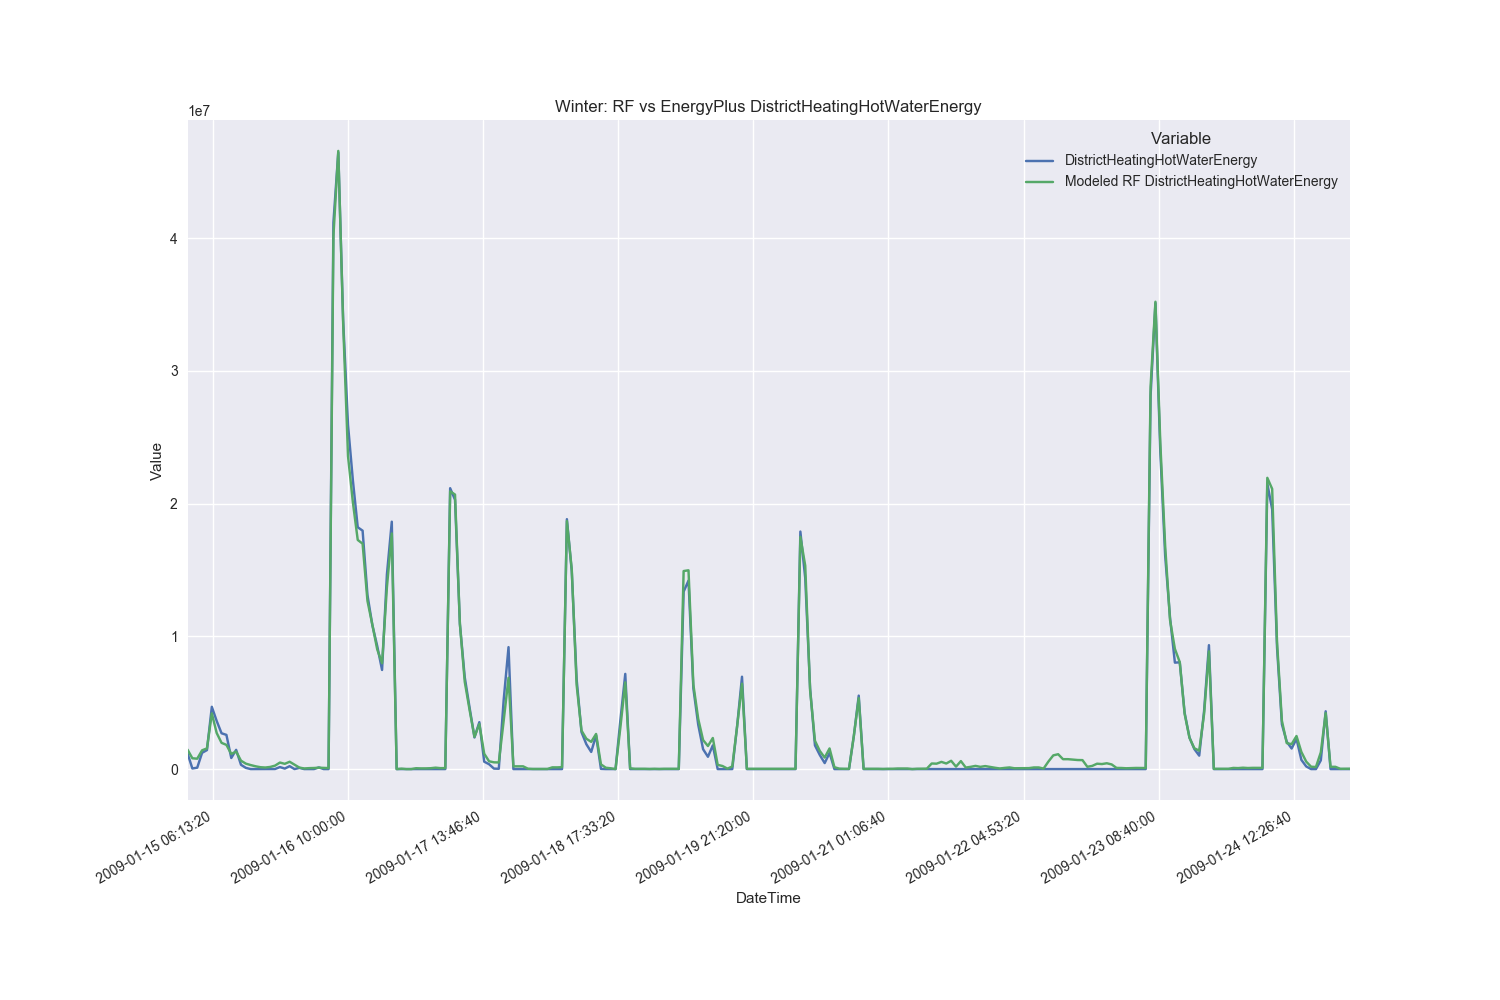 Winter: RF vs EnergyPlus DistrictHeatingHotWaterEnergy
1e7
Variable
DistrictHeatingHotWaterEnergy
Modeled RF DistrictHeatingHotWaterEnergy
4
3
2
1
0
Value
2009-01-15 06:13:20
2009-01-16 10:00:00
2009-01-17 13:46:40
2009-01-18 17:33:20
2009-01-19 21:20:00
2009-01-21 01:06:40
2009-01-22 04:53:20
2009-01-23 08:40:00
2009-01-24 12:26:40
DateTime